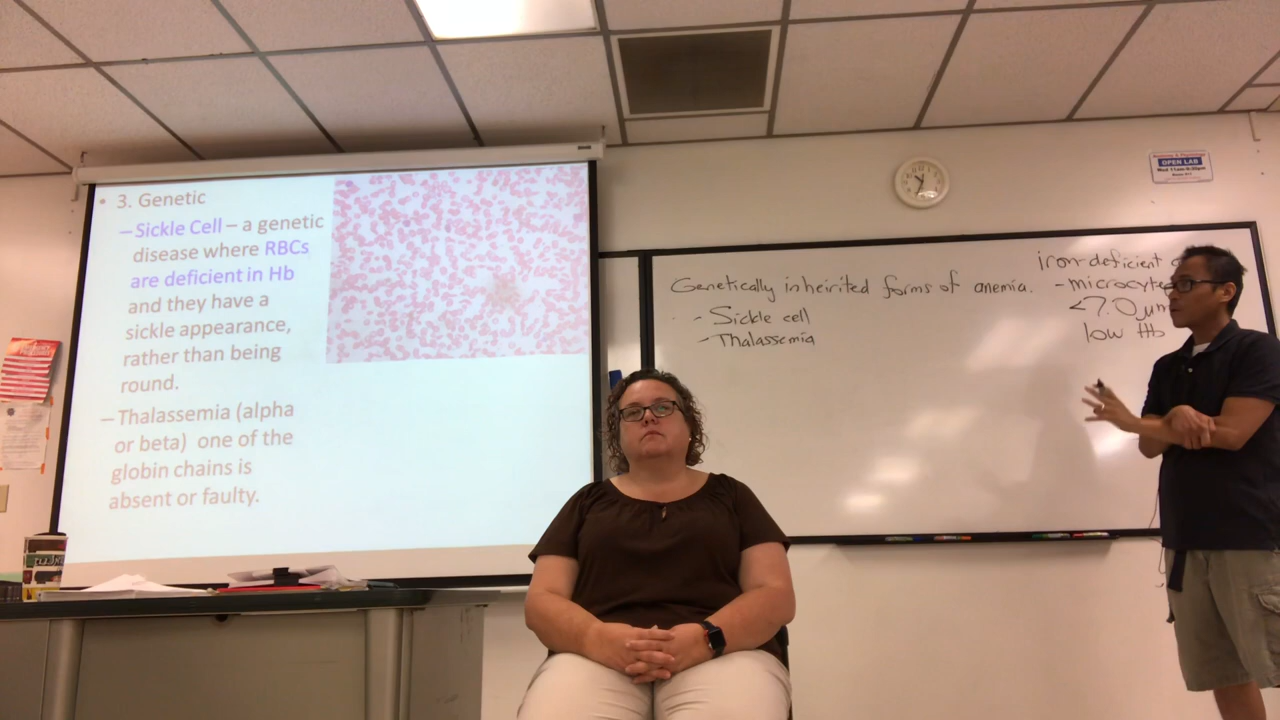 • 3. Genetic
– Sickle Cell – a genetic
disease where RBCs
are deficient in Hb
and they have a
sickle appearance,
rather than being
round.
– Thalassemia (alpha
or beta) one of the
globin chains is
absent or faulty.
Genetically inheirited forms of anemia.
- Sickle cell
- Thalassemia
iron-deficient
- microcyte
<7.0 μm
low Hb
OPEN LAB